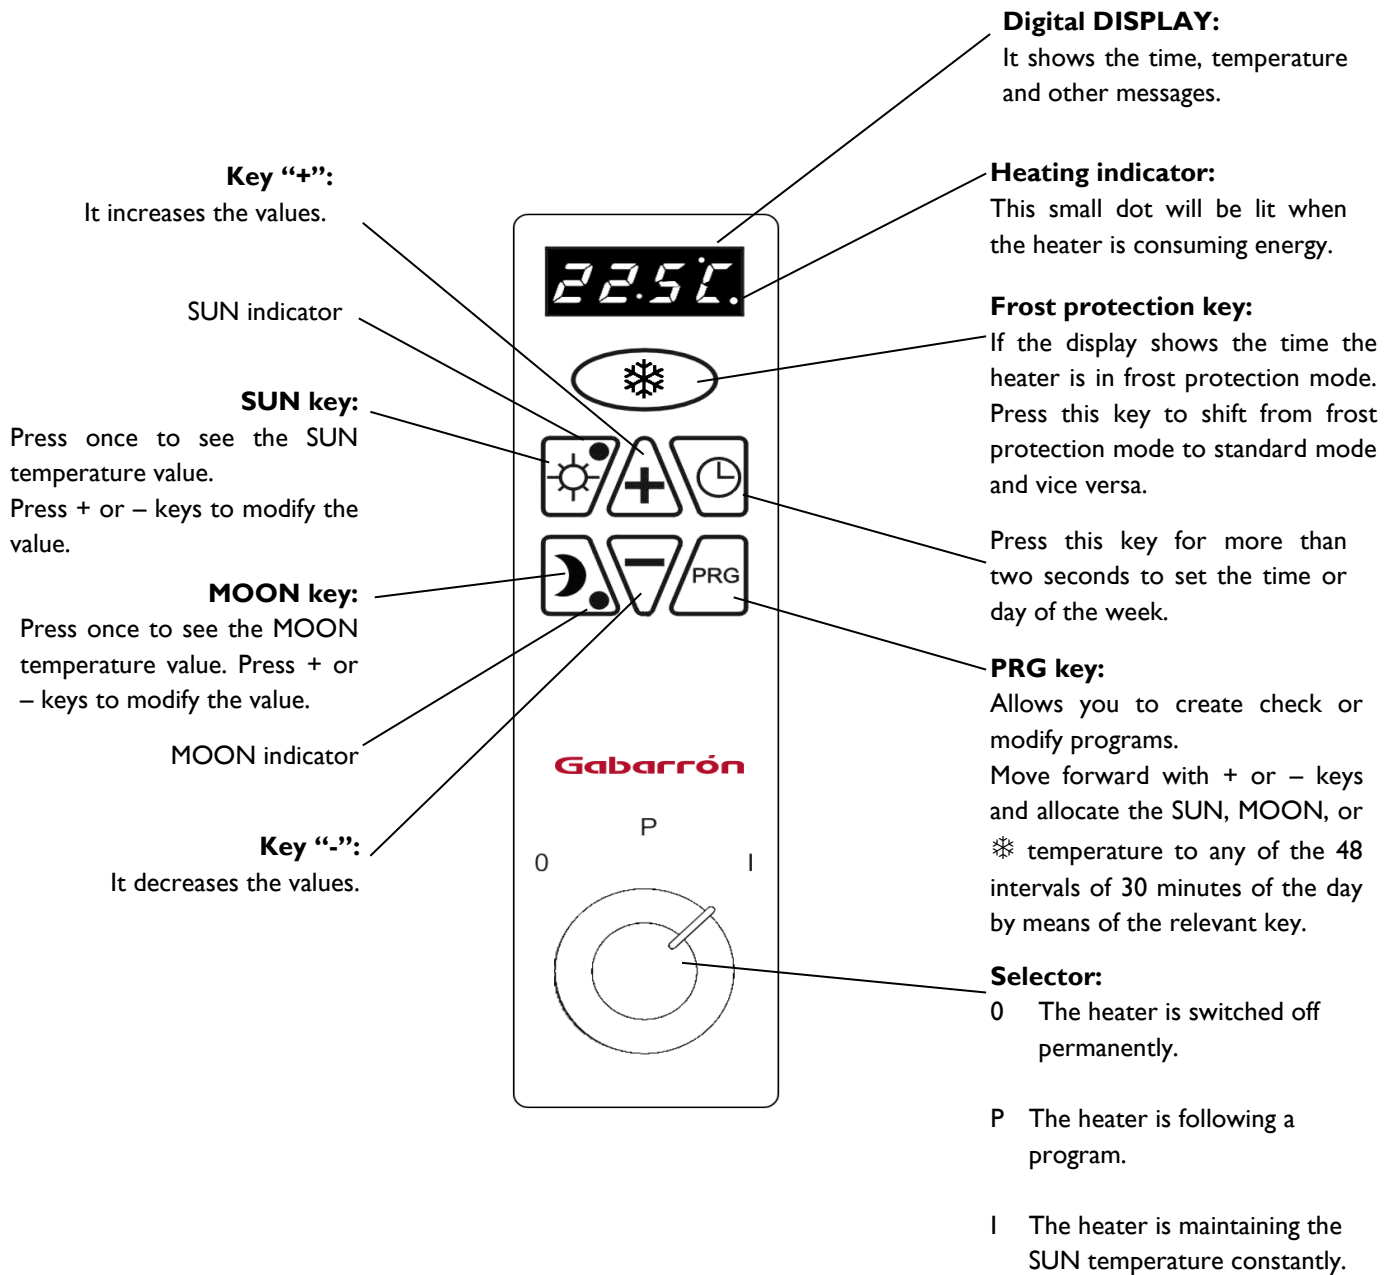 Digital DISPLAY:
It shows the time, temperature
and other messages.
Key “+”:
It increases the values.
SUN indicator
SUN key:
Press once to see the SUN
temperature value.
Press + or – keys to modify the
value.
MOON key:
Press once to see the MOON
temperature value. Press + or
– keys to modify the value.
MOON indicator
Key “-”:
It decreases the values.
22.5°C.
PRG
Gabarrón
P
0
I
Heating indicator:
This small dot will be lit when
the heater is consuming energy.
Frost protection key:
If the display shows the time the
heater is in frost protection mode.
Press this key to shift from frost
protection mode to standard mode
and vice versa.
Press this key for more than
two seconds to set the time or
day of the week.
PRG key:
Allows you to create check or
modify programs.
Move forward with + or – keys
and allocate the SUN, MOON, or
❄ temperature to any of the 48
intervals of 30 minutes of the day
by means of the relevant key.
Selector:
0 The heater is switched off
permanently.
P The heater is following a
program.
I The heater is maintaining the
SUN temperature constantly.